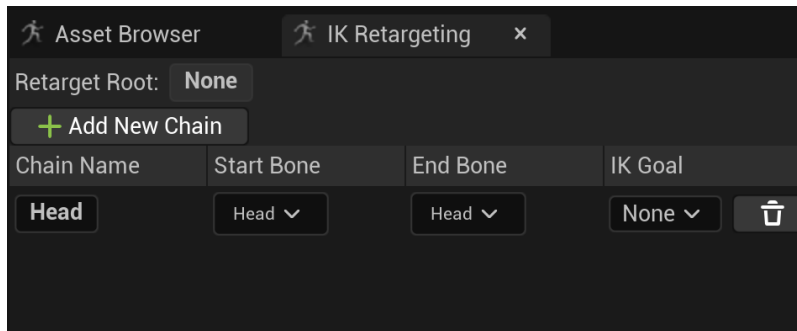 Asset Browser IK Retargeting ×
Retarget Root: None
+ Add New Chain
Chain Name Start Bone End Bone IK Goal
Head Head Head None